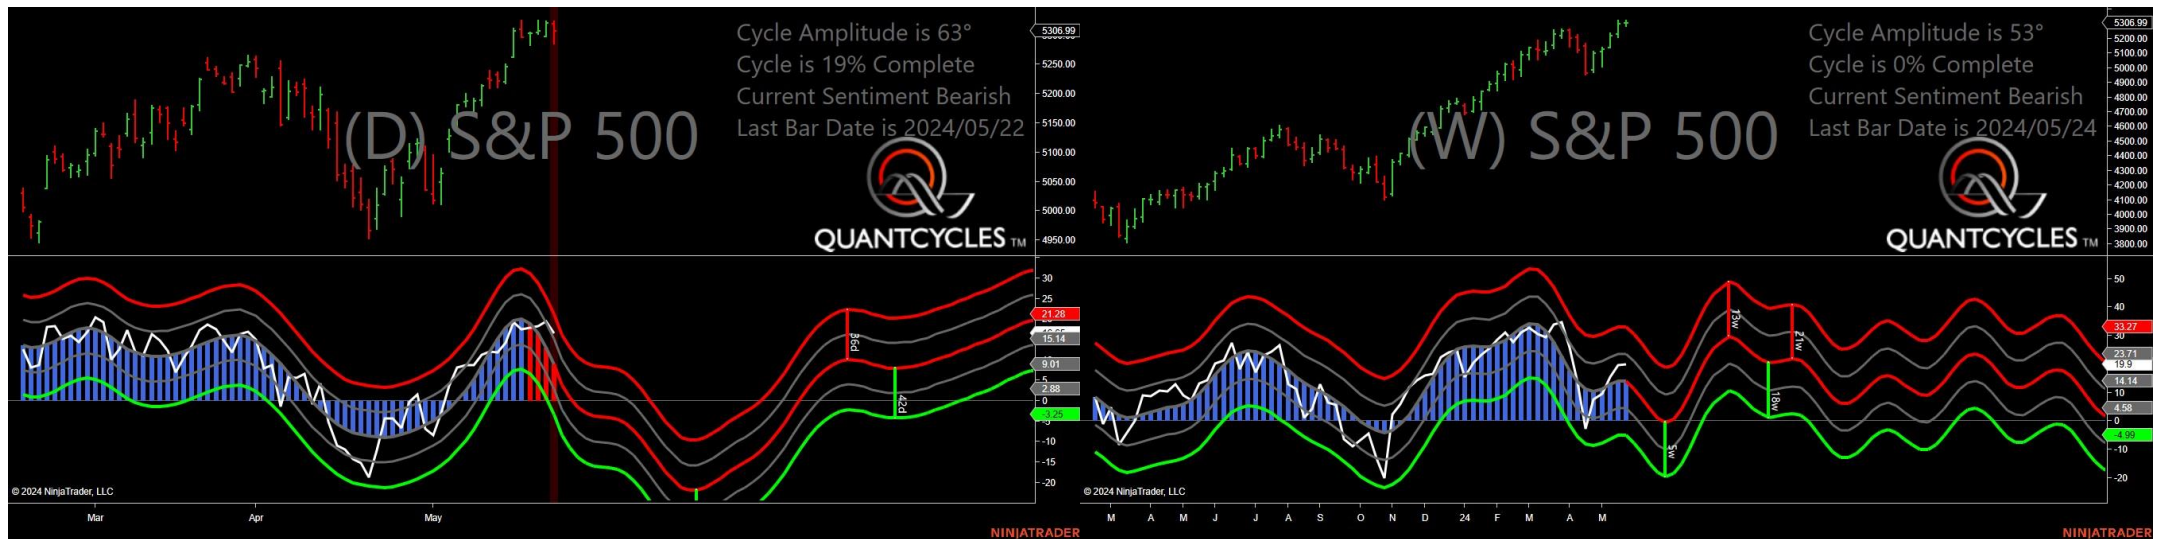 Cycle Amplitude is 63°
Cycle is 19% Complete
Current Sentiment Bearish
Last Bar Date is 2024/05/22
(D) S&P 500
QUANTCYCLES TM
5306.99
5250.00
5200.00
5150.00
5100.00
5050.00
5000.00
4950.00
30
25
21.28
15.14
9.01
5
2.88
0
-3.25
-10
-15
-20
36d
42d
© 2024 NinjaTrader, LLC
Mar Apr May
NINJATRADER
Cycle Amplitude is 53°
Cycle is 0% Complete
Current Sentiment Bearish
Last Bar Date is 2024/05/24
(W) S&P 500
QUANTCYCLES TM
5306.99
5200.00
5100.00
5000.00
4800.00
4700.00
4600.00
4500.00
4400.00
4300.00
4200.00
4100.00
4000.00
3900.00
3800.00
50
40
33.27
30
23.71
19.9
14.14
10
4.58
0
-4.99
-10
-20
13w
21w
18w
5w
© 2024 NinjaTrader, LLC
M A M J J A S O N D 24 F M A M
NINJATRADER